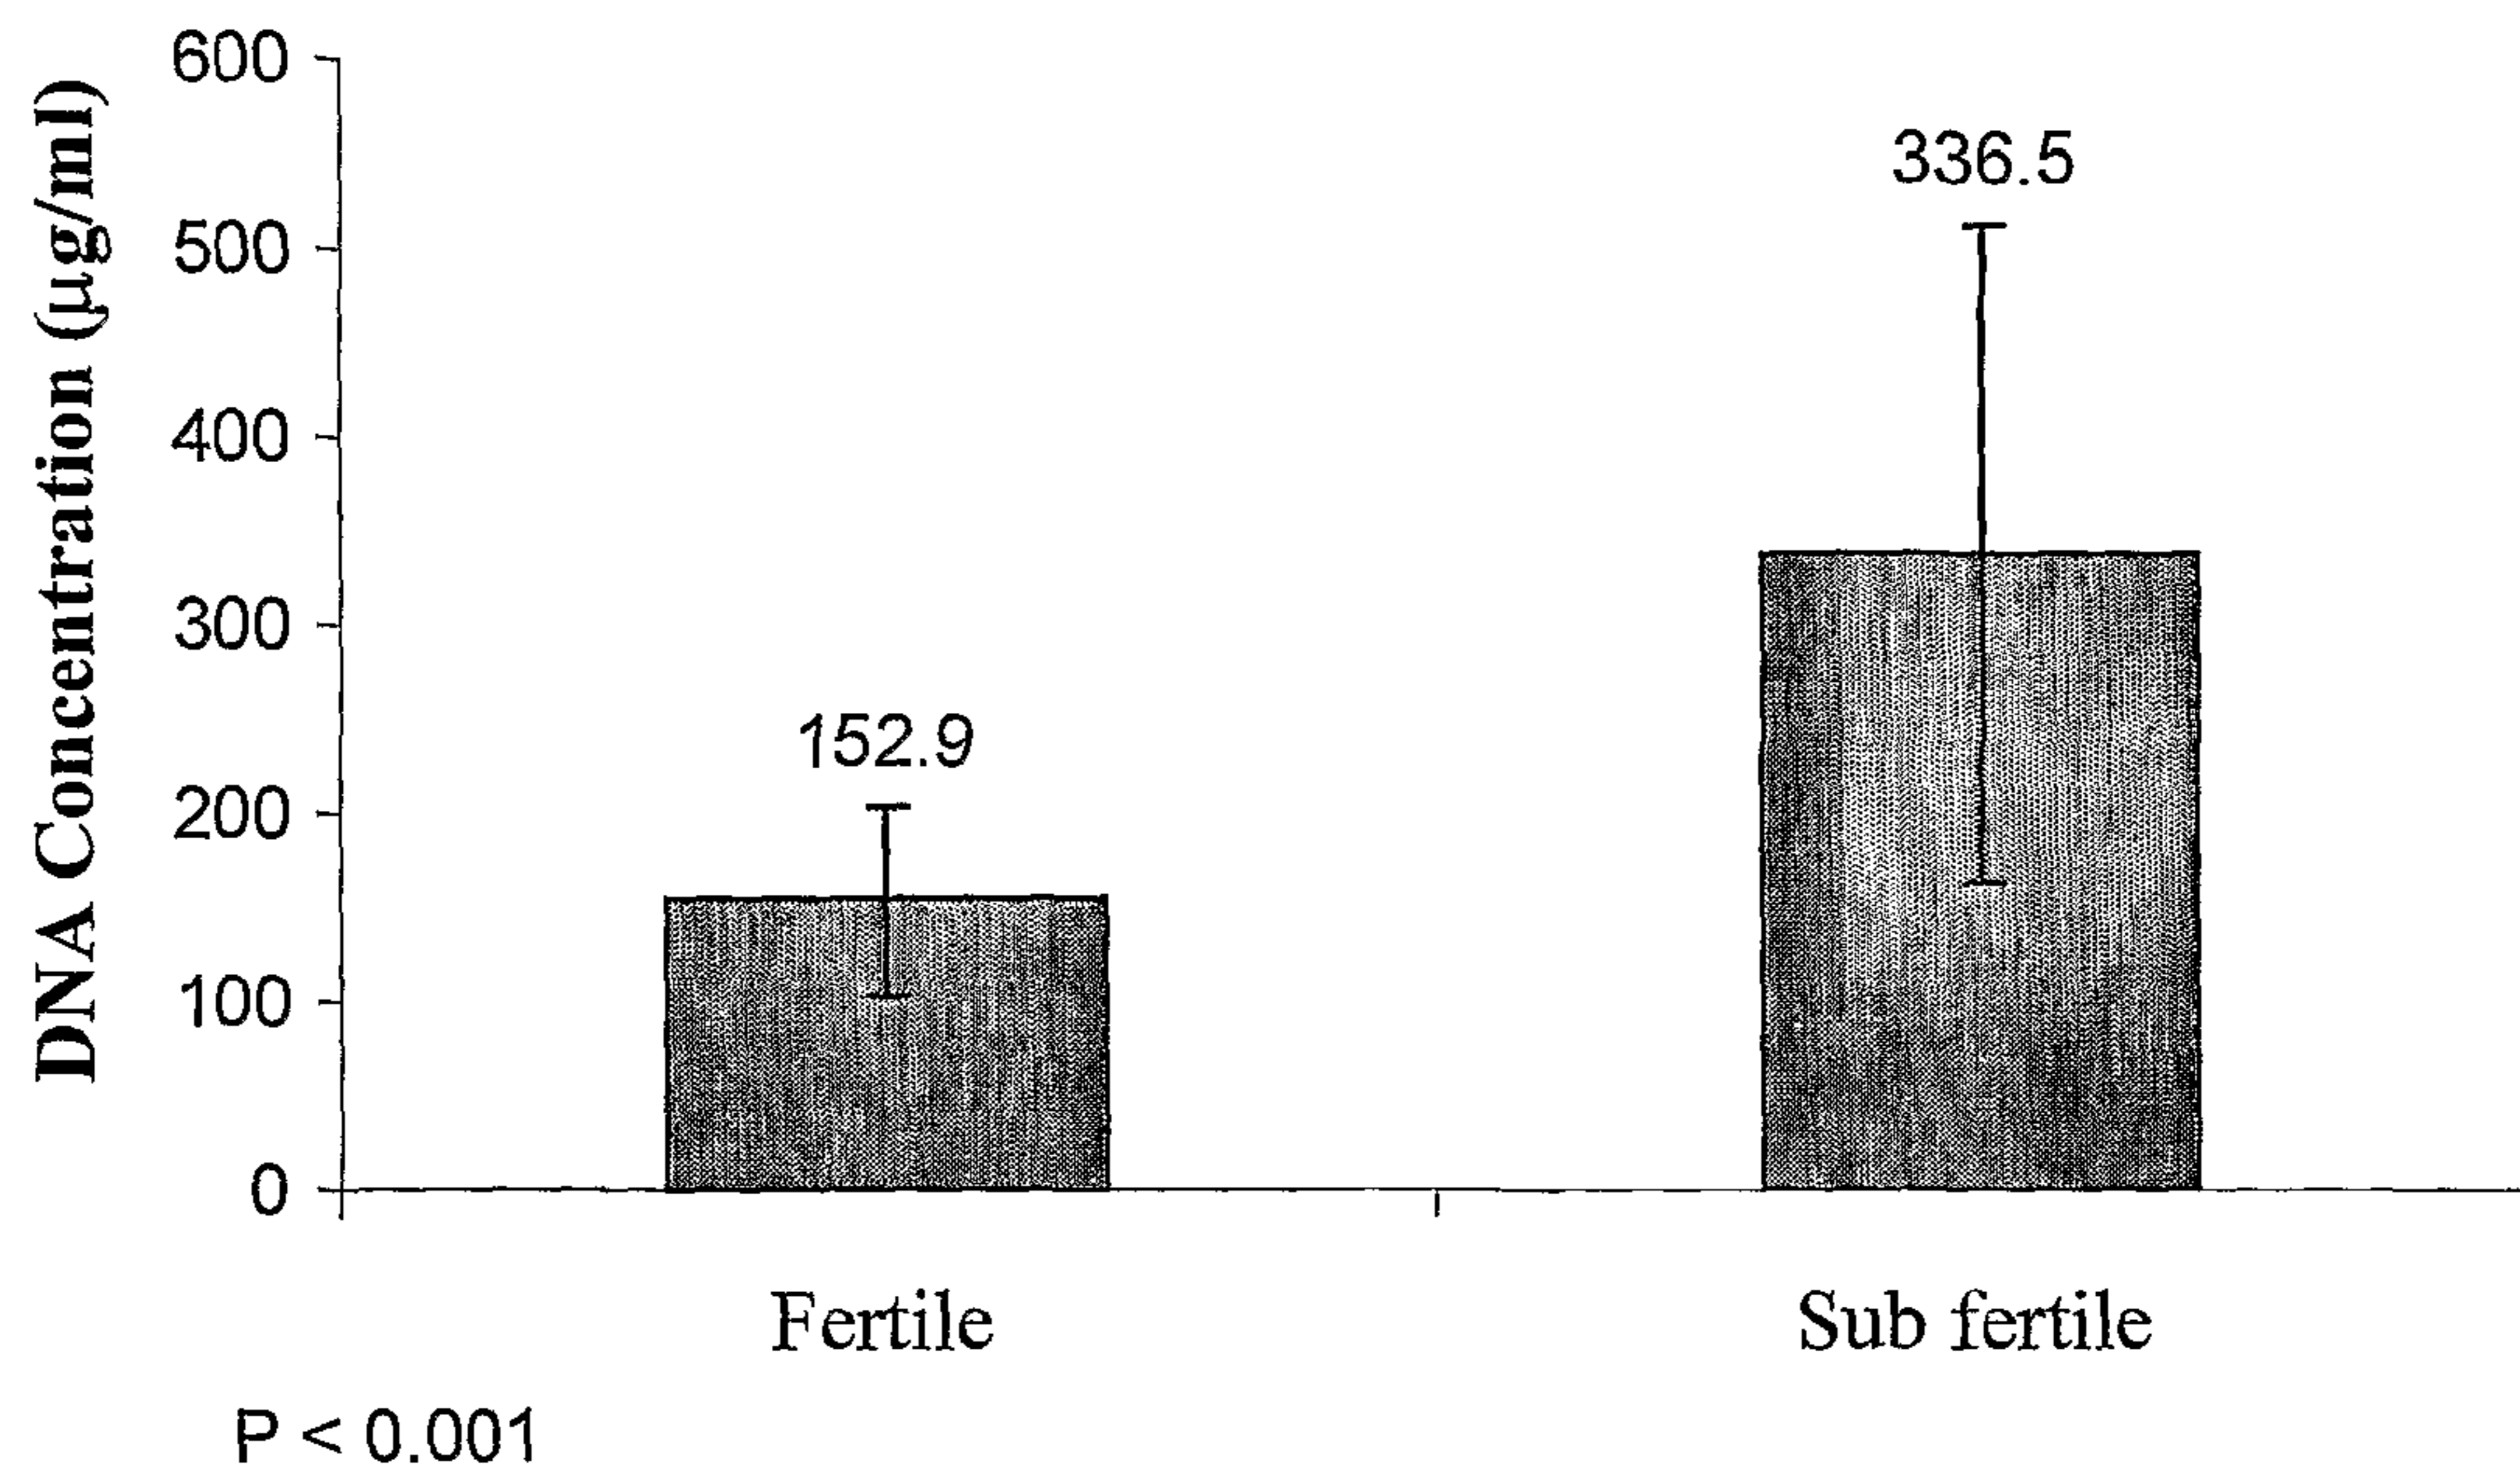 DNA Concentration (µg/ml)
600
500
400
300
200
100
0
336.5
152.9
Fertile
Sub fertile
P < 0.001